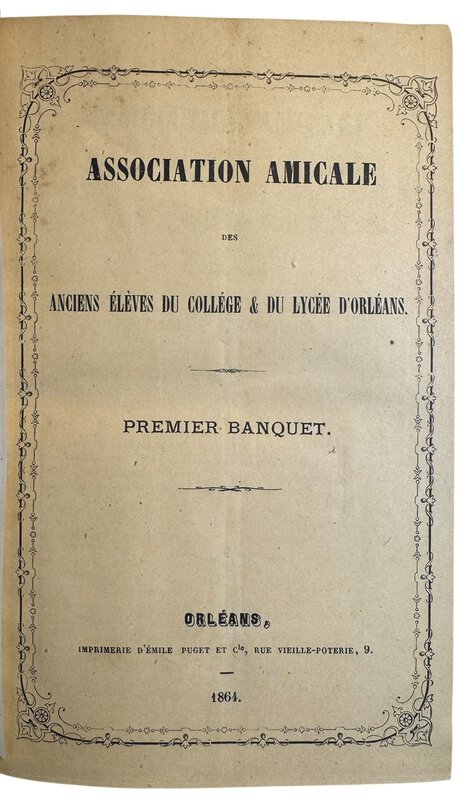 ASSOCIATION AMICALE
DES
ANCIENS ÉLÈVES DU COLLÉGE & DU LYCÉE D'ORLÉANS.
PREMIER BANQUET.
ORLÉANS,
IMPRIMERIE D'ÉMILE PUGET ET Cie, RUE VIEILLE-POTERIE, 9.
1864.